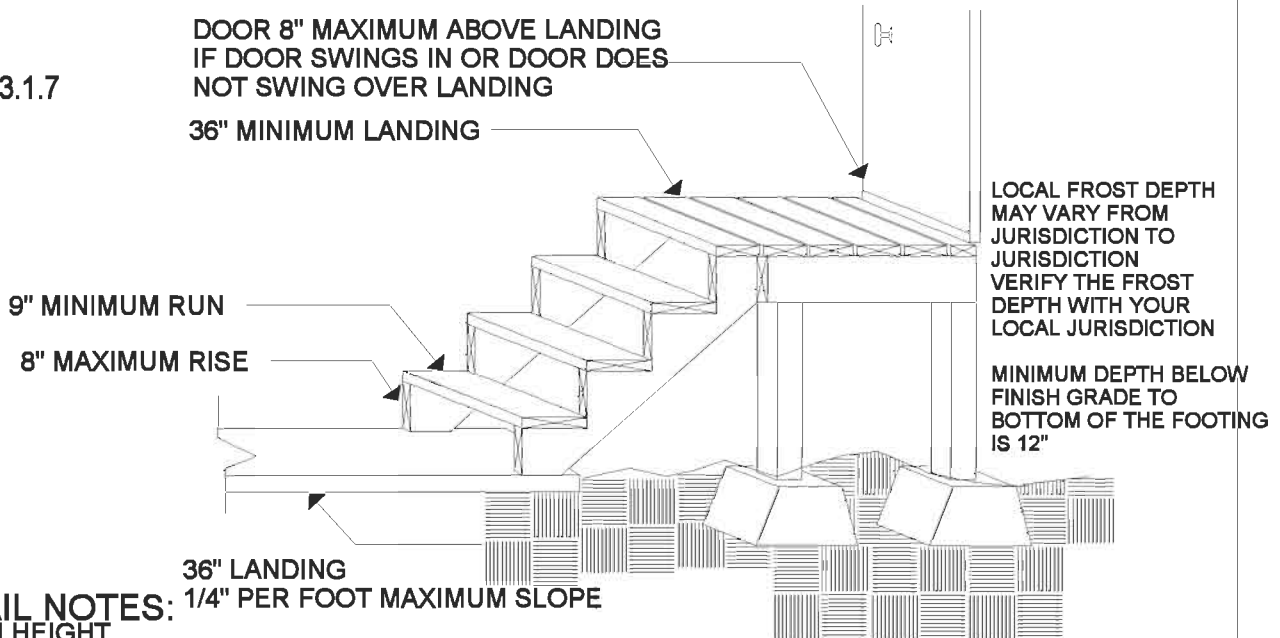 DOOR 8" MAXIMUM ABOVE LANDING
IF DOOR SWINGS IN OR DOOR DOES
NOT SWING OVER LANDING
3.1.7
36" MINIMUM LANDING
LOCAL FROST DEPTH
MAY VARY FROM
JURISDICTION TO
JURISDICTION
VERIFY THE FROST
DEPTH WITH YOUR
LOCAL JURISDICTION
9" MINIMUM RUN
8" MAXIMUM RISE
MINIMUM DEPTH BELOW
FINISH GRADE TO
BOTTOM OF THE FOOTING
IS 12"
36" LANDING
1/4" PER FOOT MAXIMUM SLOPE
NOTES:
HEIGHT